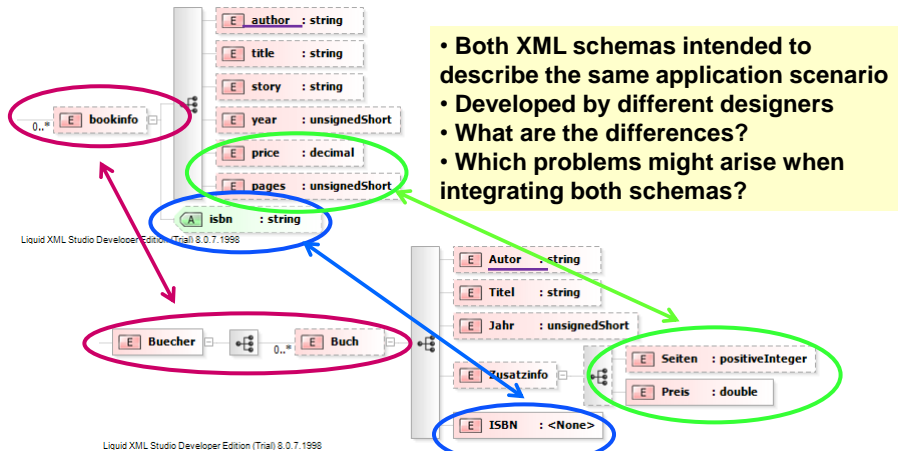 E author : string
E title : string
E story : string
0..* E bookinfo
E year : unsignedShort
E price : decimal
E pages : unsignedShort
A isbn : string
Liquid XML Studio Developer Edition (Trial) 8.0.7.1998
• Both XML schemas intended to
describe the same application scenario
• Developed by different designers
• What are the differences?
• Which problems might arise when
integrating both schemas?
E Autor : string
E Titel : string
E Jahr : unsignedShort
E Buecher 0..* E Buch
E Zusatzinfo
E Seiten : positiveInteger
E Preis : double
E ISBN : <None>
Liquid XML Studio Developer Edition (Trial) 8.0.7.1998